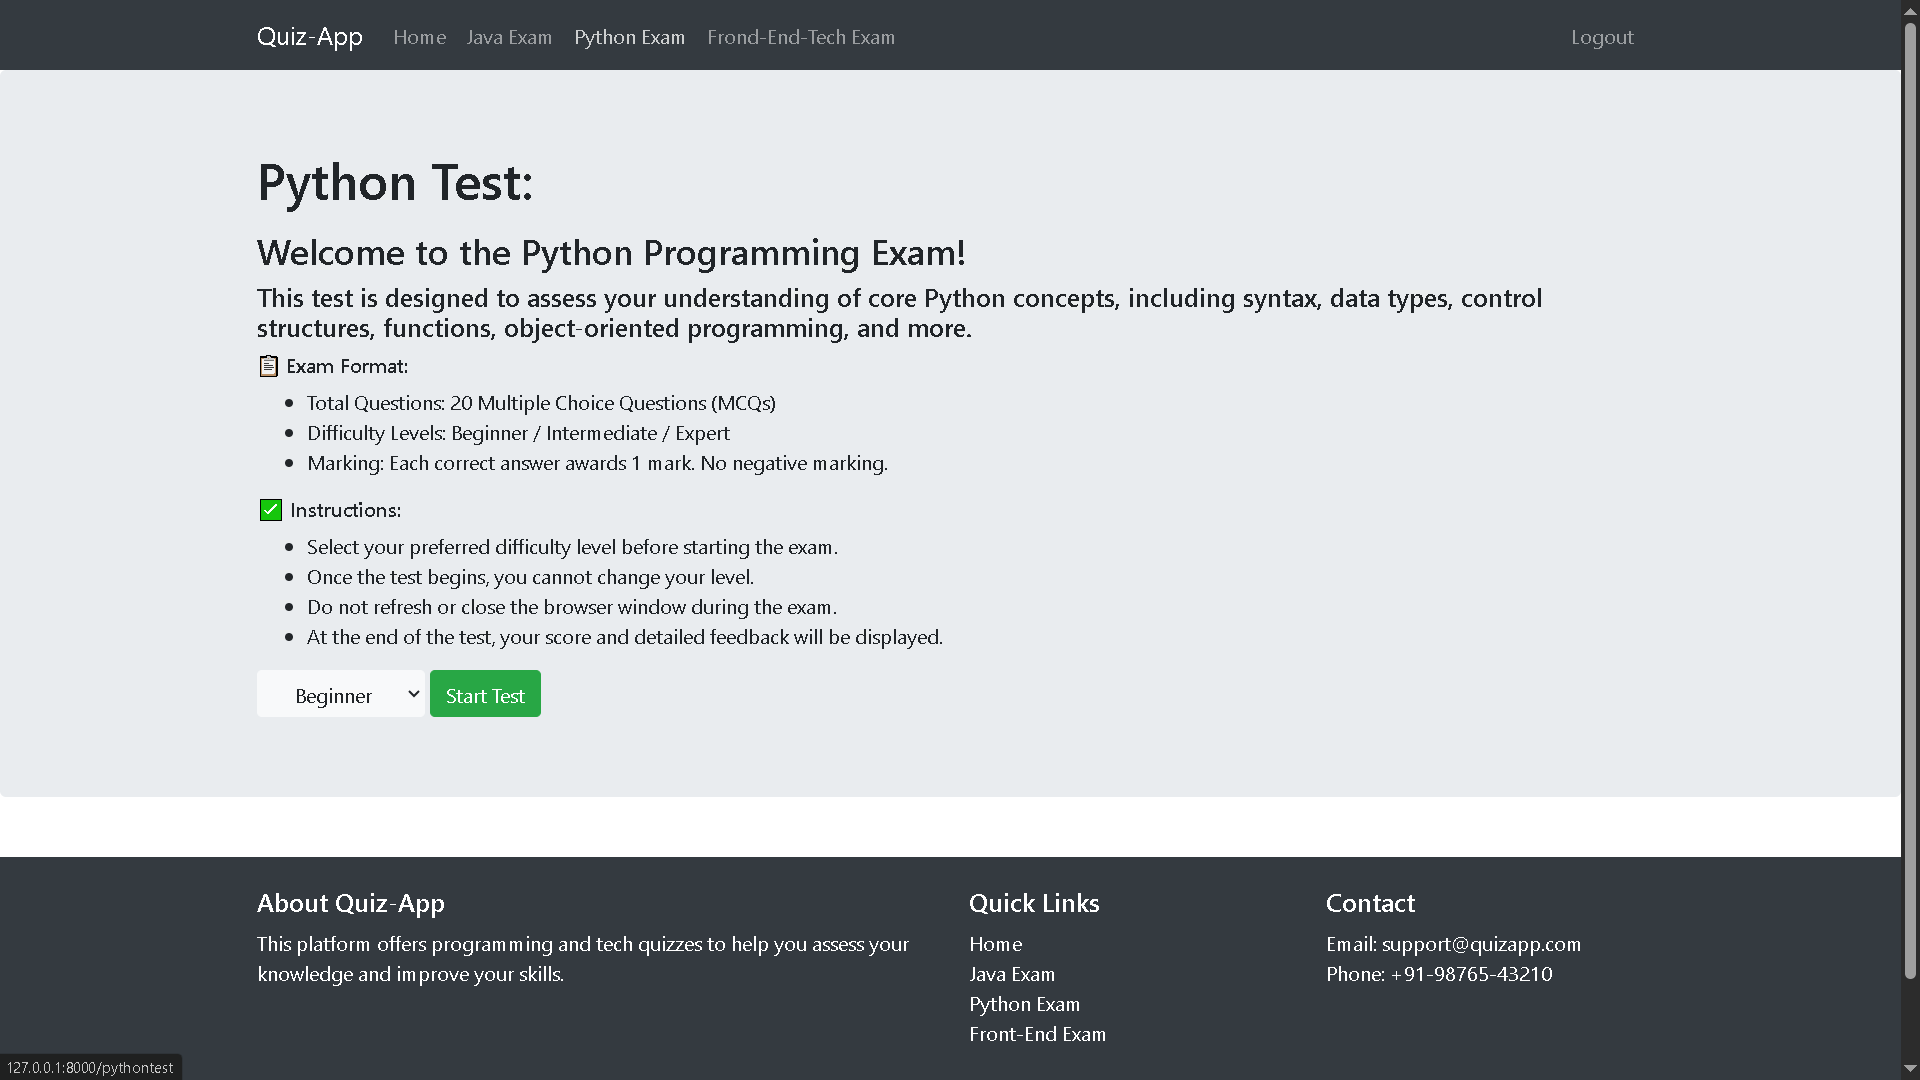 Quiz-App Home Java Exam Python Exam Frond-End-Tech Exam Logout
Python Test:
Welcome to the Python Programming Exam!
This test is designed to assess your understanding of core Python concepts, including syntax, data types, control
structures, functions, object-oriented programming, and more.
📋 Exam Format:
• Total Questions: 20 Multiple Choice Questions (MCQs)
• Difficulty Levels: Beginner / Intermediate / Expert
• Marking: Each correct answer awards 1 mark. No negative marking.
✅ Instructions:
• Select your preferred difficulty level before starting the exam.
• Once the test begins, you cannot change your level.
• Do not refresh or close the browser window during the exam.
• At the end of the test, your score and detailed feedback will be displayed.
Beginner Start Test
About Quiz-App
This platform offers programming and tech quizzes to help you assess your
knowledge and improve your skills.
Quick Links
Home
Java Exam
Python Exam
Front-End Exam
Contact
Email: support@quizapp.com
Phone: +91-98765-43210
127.0.0.1:8000/pythontest